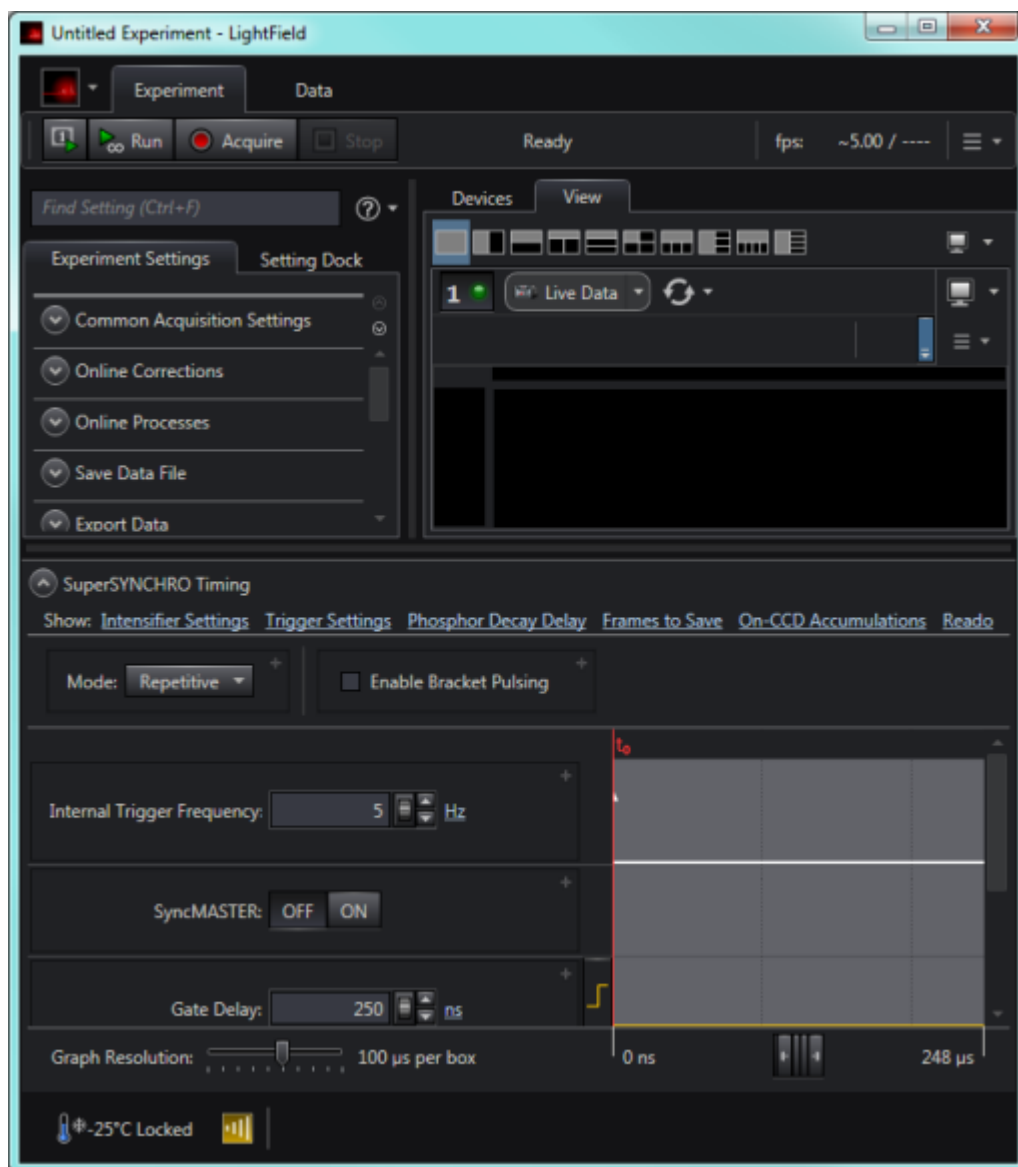 Untitled Experiment - LightField
Experiment Data
1 Run Acquire Stop Ready fps: ~5.00 / ----
Find Setting (Ctrl+F) ?
Devices View
Experiment Settings Setting Dock
1 Live Data
Common Acquisition Settings
Online Corrections
Online Processes
Save Data File
Export Data
SuperSYNCHRO Timing
Show: Intensifier Settings Trigger Settings Phosphor Decay Delay Frames to Save On-CCD Accumulations Reado
Mode: Repetitive Enable Bracket Pulsing
t₀
Internal Trigger Frequency: 5 Hz
SyncMASTER: OFF ON
Gate Delay: 250 ns
Graph Resolution: 100 µs per box 0 ns 248 µs
-25°C Locked